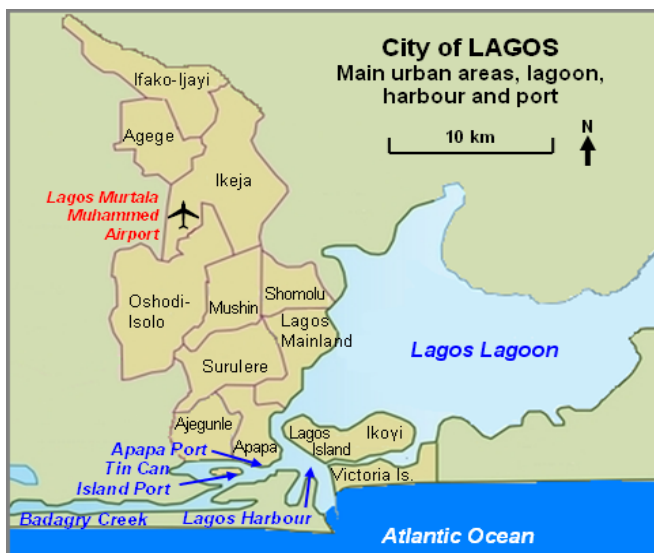 City of LAGOS
Main urban areas, lagoon,
harbour and port
10 km
N
Ifako-Ijayi
Agege
Ikeja
Lagos Murtala
Muhammed
Airport
Oshodi-
Isolo
Mushin
Shomolu
Lagos
Mainland
Surulere
Lagos Lagoon
Ajegunle
Apapa
Lagos
Island
Ikoyi
Victoria Is.
Apapa Port
Tin Can
Island Port
Badagry Creek
Lagos Harbour
Atlantic Ocean